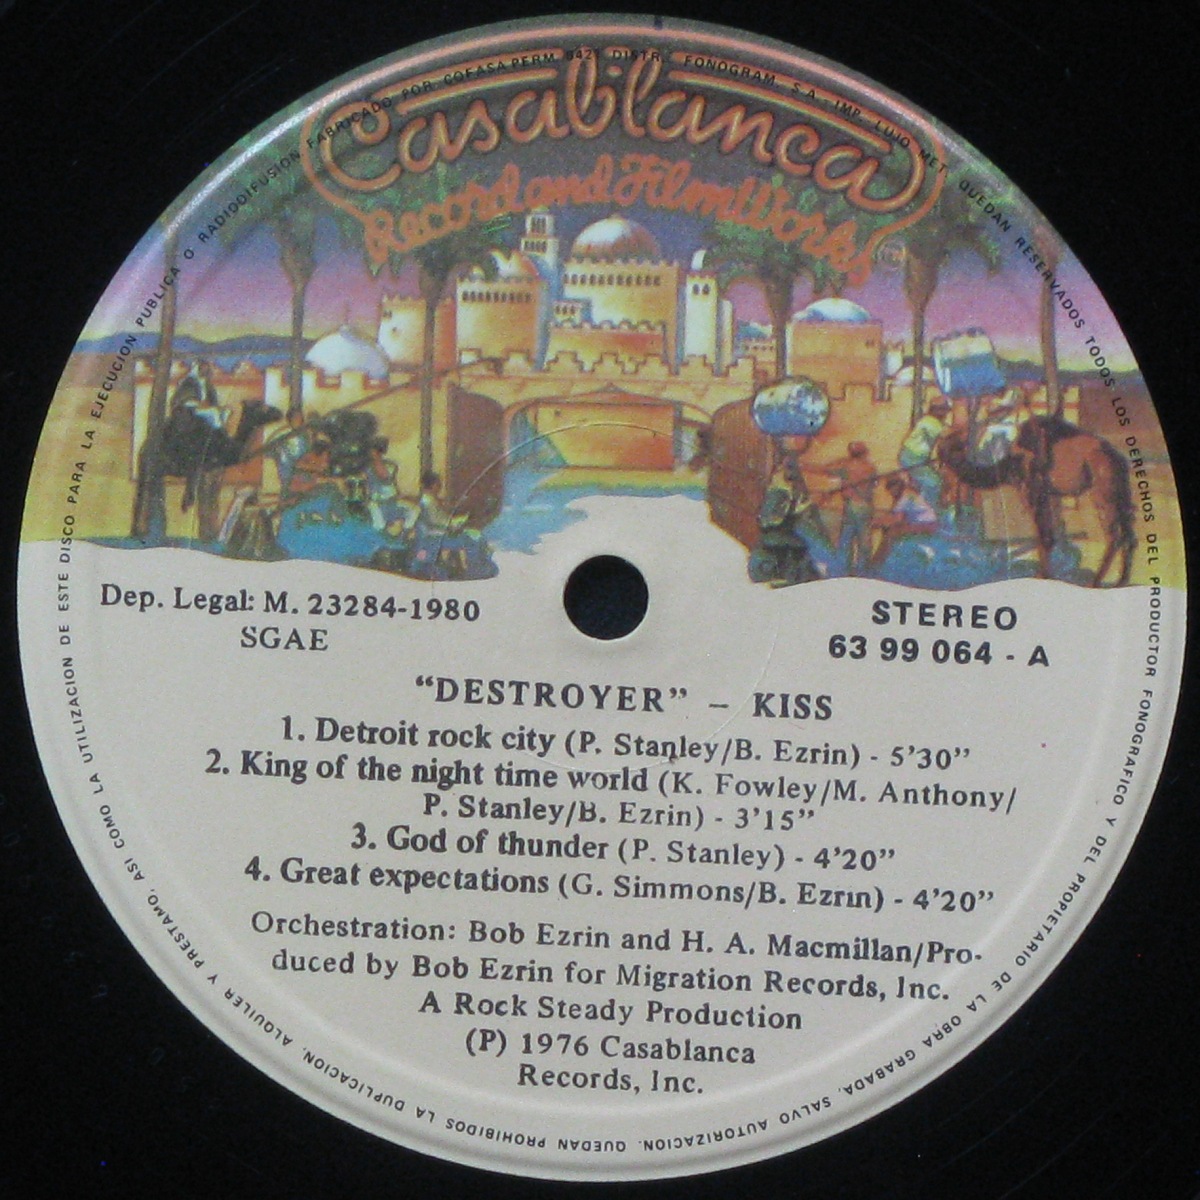 FABRICADO POR COFASA PERM. 642 DISTR. FONOGRAM. S.A. - IMP. LUJO MET QUEDAN RESERVADOS TODOS LOS DERECHOS DEL PRODUCTOR FONOGRAFICO Y DEL PROPIETARIO DE LA OBRA GRABADA. SALVO AUTORIZACION. QUEDAN PROHIBIDOS LA DUPLICACION, ALQUILER Y PRESTAMO, ASI COMO LA UTILIZACION DE ESTE DISCO PARA LA EJECUCION PUBLICA O RADIODIFUSION
Casablanca
Record and FilmWorks
Dep. Legal: M. 23284-1980
SGAE
STEREO
63 99 064 - A
“DESTROYER” – KISS
1. Detroit rock city (P. Stanley/B. Ezrin) - 5’30”
2. King of the night time world (K. Fowley/M. Anthony/
P. Stanley/B. Ezrin) - 3’15”
3. God of thunder (P. Stanley) - 4’20”
4. Great expectations (G. Simmons/B. Ezrin) - 4’20”
Orchestration: Bob Ezrin and H. A. Macmillan/Pro-
duced by Bob Ezrin for Migration Records, Inc.
A Rock Steady Production
(P) 1976 Casablanca
Records, Inc.